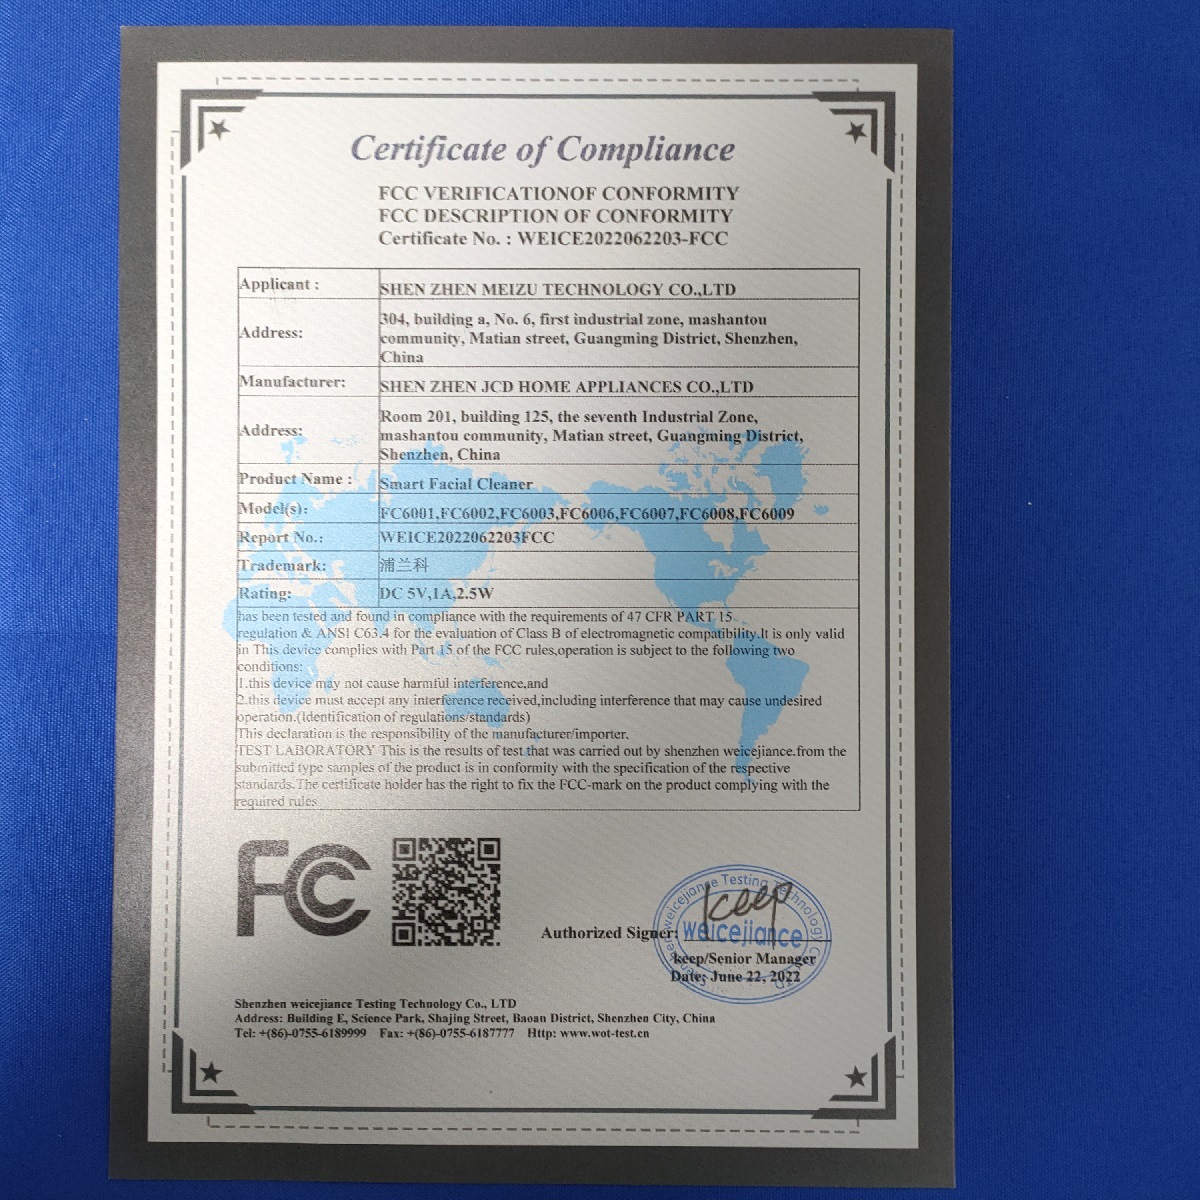 Certificate of Compliance
FCC VERIFICATIONOF CONFORMITY
FCC DESCRIPTION OF CONFORMITY
Certificate No. : WEICE2022062203-FCC
Applicant : SHEN ZHEN MEIZU TECHNOLOGY CO.,LTD
Address: 304, building a, No. 6, first industrial zone, mashantou
community, Matian street, Guangming District, Shenzhen,
China
Manufacturer: SHEN ZHEN JCD HOME APPLIANCES CO.,LTD
Address: Room 201, building 125, the seventh Industrial Zone,
mashantou community, Matian street, Guangming District,
Shenzhen, China
Product Name : Smart Facial Cleaner
Model(s): FC6001,FC6002,FC6003,FC6006,FC6007,FC6008,FC6009
Report No.: WEICE2022062203FCC
Trademark: 浦兰科
Rating: DC 5V,1A,2.5W
has been tested and found in compliance with the requirements of 47 CFR PART 15
regulation & ANSI C63.4 for the evaluation of Class B of electromagnetic compatibility.It is only valid
in This device complies with Part 15 of the FCC rules,operation is subject to the following two
conditions:
1.this device may not cause harmful interference,and
2.this device must accept any interference received,including interference that may cause undesired
operation.(Identification of regulations/standards)
This declaration is the responsibility of the manufacturer/importer.
TEST LABORATORY This is the results of test that was carried out by shenzhen weicejiance.from the
submitted type samples of the product is in conformity with the specification of the respective
standards.The certificate holder has the right to fix the FCC-mark on the product complying with the
required rules
FC
Authorized Signer:
keep
weicejiance
Shenzhen weicejiance Testing Technology Co., LTD
keep/Senior Manager
Date: June 22, 2022
Shenzhen weicejiance Testing Technology Co., LTD
Address: Building E, Science Park, Shajing Street, Baoan District, Shenzhen City, China
Tel: +(86)-0755-6189999 Fax: +(86)-0755-6187777 Http: www.wot-test.cn